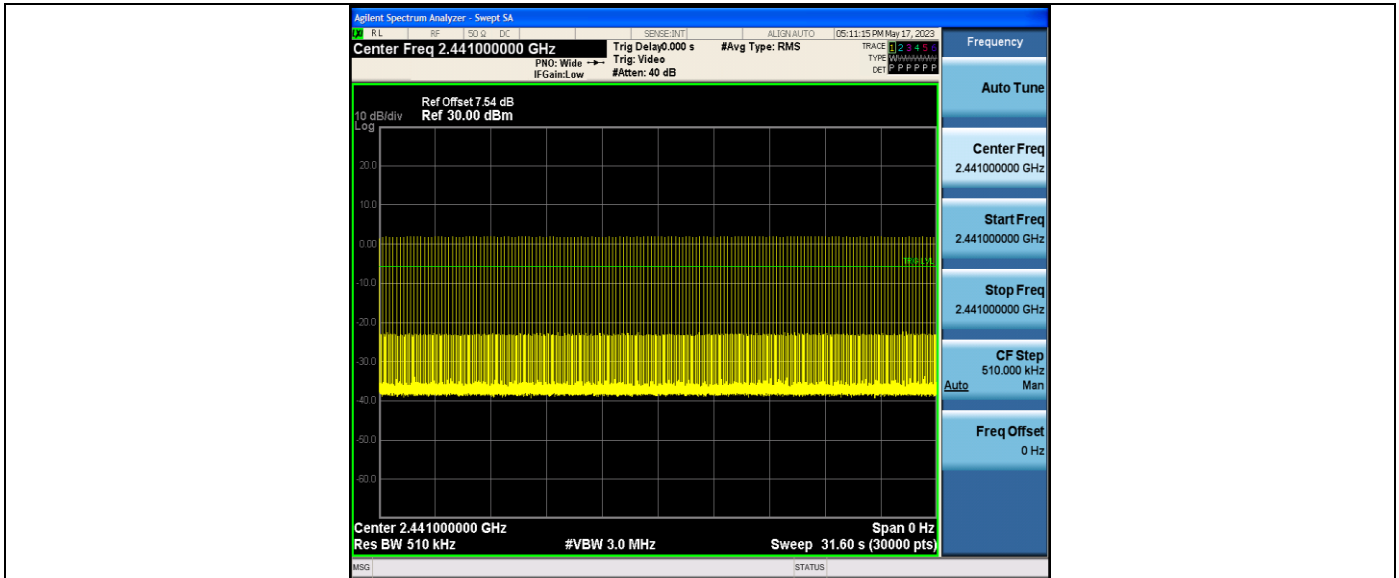 Agilent Spectrum Analyzer - Swept SA
LXI RL RF 50 Ω DC SENSE:INT ALIGN AUTO 05:11:15 PM May 17, 2023
Center Freq 2.441000000 GHz
PNO: Wide
IFGain:Low
Trig Delay0.000 s
Trig: Video
#Atten: 40 dB
#Avg Type: RMS
TRACE 1 2 3 4 5 6
TYPE WWWWWW
DET P P P P P P
Frequency
Ref Offset 7.54 dB
10 dB/div Ref 30.00 dBm
Log
20.0
10.0
0.00
TRIG LVL
-10.0
-20.0
-30.0
-40.0
-50.0
-60.0
Center 2.441000000 GHz Span 0 Hz
Res BW 510 kHz #VBW 3.0 MHz Sweep 31.60 s (30000 pts)
MSG STATUS
Auto Tune
Center Freq
2.441000000 GHz
Start Freq
2.441000000 GHz
Stop Freq
2.441000000 GHz
CF Step
510.000 kHz
Auto Man
Freq Offset
0 Hz